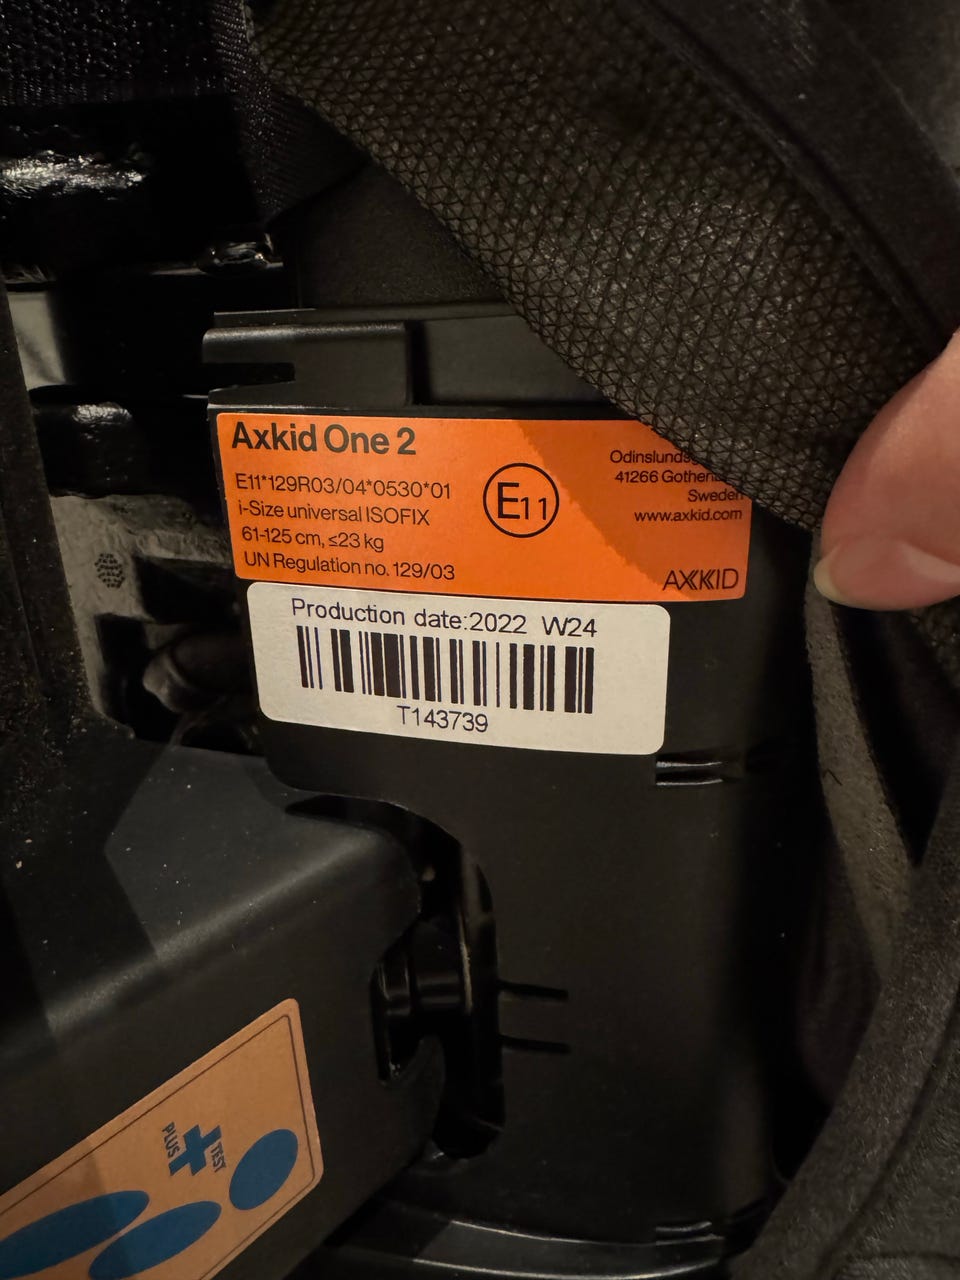 Axkid One 2
E11*129R03/04*0530*01
i-Size universal ISOFIX
61-125 cm, ≤23 kg
UN Regulation no. 129/03
E11
41266
Sweden
www.axkid.com
AXKID
Production date:2022 W24
T143739
PLUS
TEST